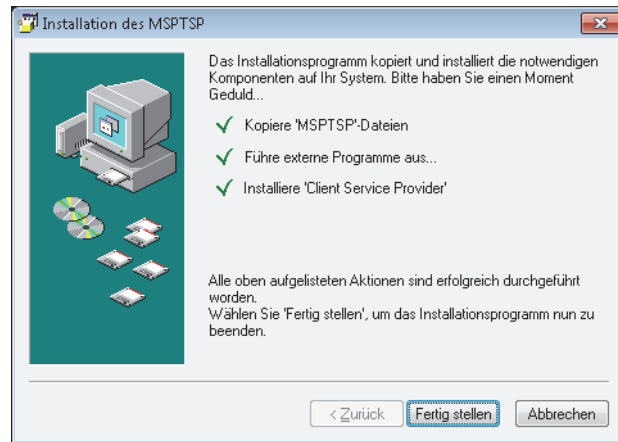 Installation des MSPTSP
Das Installationsprogramm kopiert und installiert die notwendigen
Komponenten auf Ihr System. Bitte haben Sie einen Moment
Geduld...
Kopiere 'MSPTSP'-Dateien
Führe externe Programme aus...
Installiere 'Client Service Provider'
Alle oben aufgelisteten Aktionen sind erfolgreich durchgeführt
worden.
Wählen Sie 'Fertig stellen', um das Installationsprogramm nun zu
beenden.
< Zurück
Fertig stellen
Abbrechen